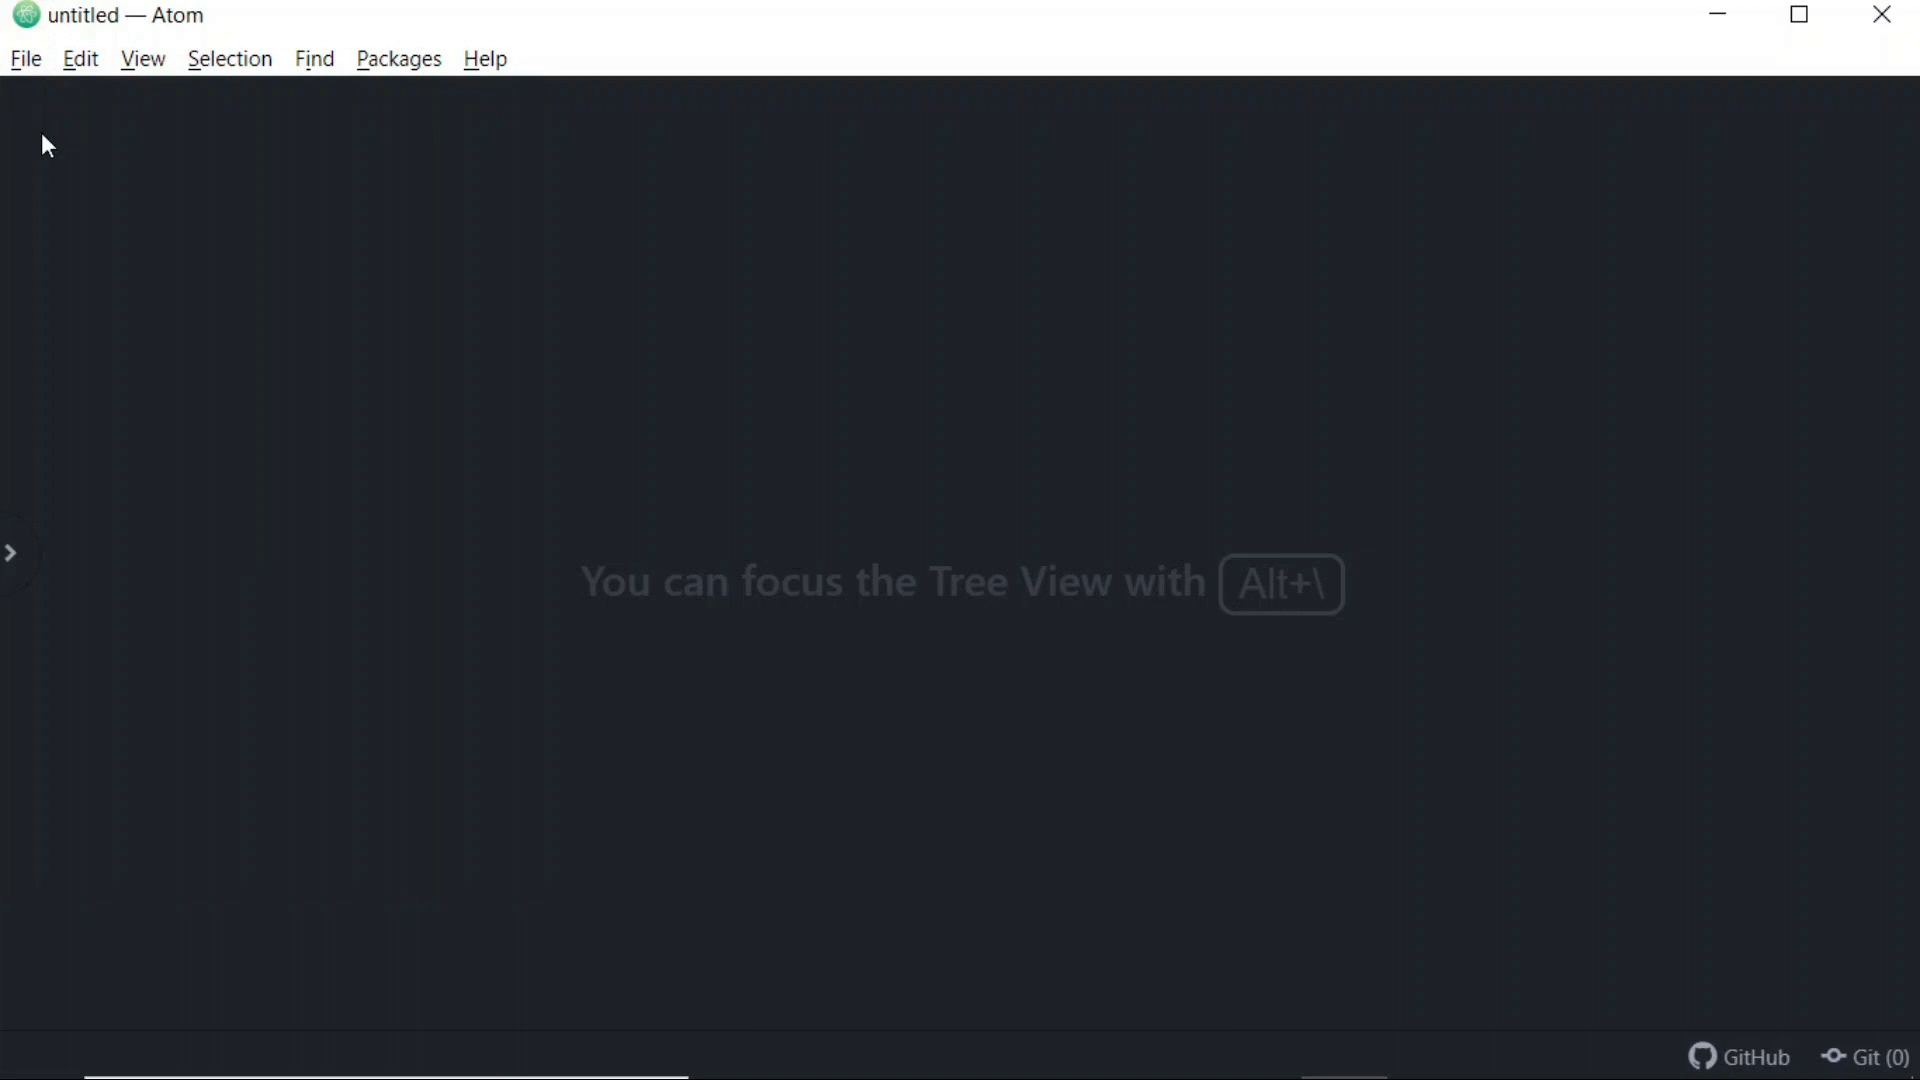 untitled — Atom
File Edit View Selection Find Packages Help
You can focus the Tree View with Alt+\
GitHub Git (0)